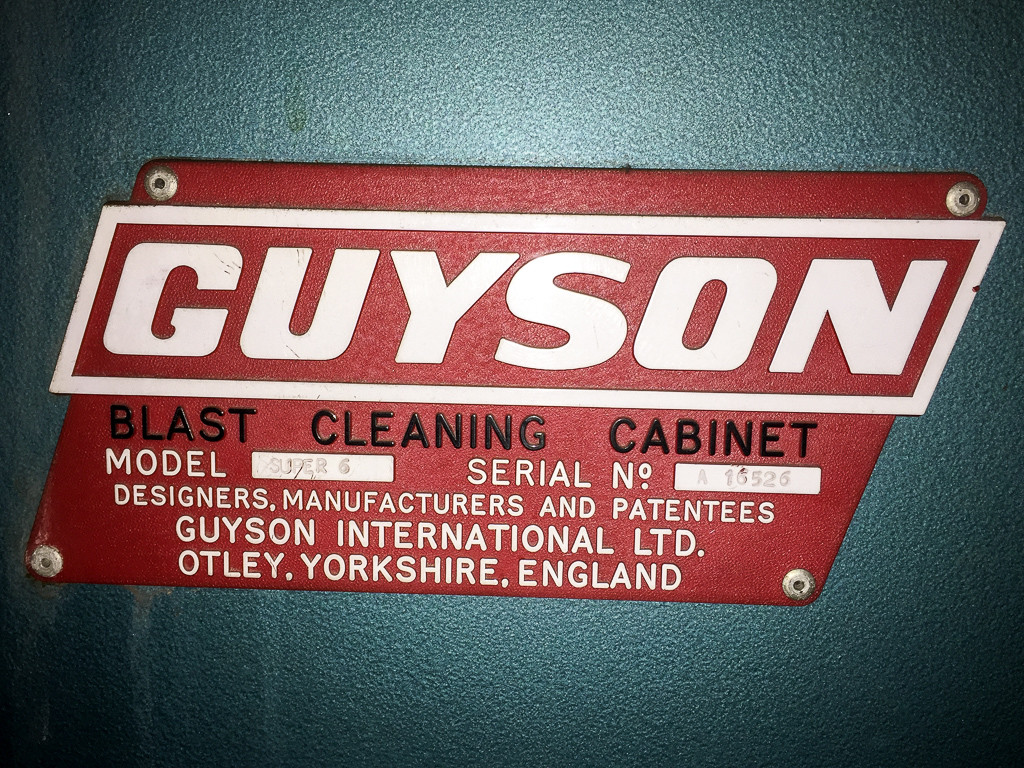 GUYSON
BLAST CLEANING CABINET
MODEL SUPER 6 SERIAL Nº A 16526
DESIGNERS, MANUFACTURERS AND PATENTEES
GUYSON INTERNATIONAL LTD.
OTLEY, YORKSHIRE, ENGLAND